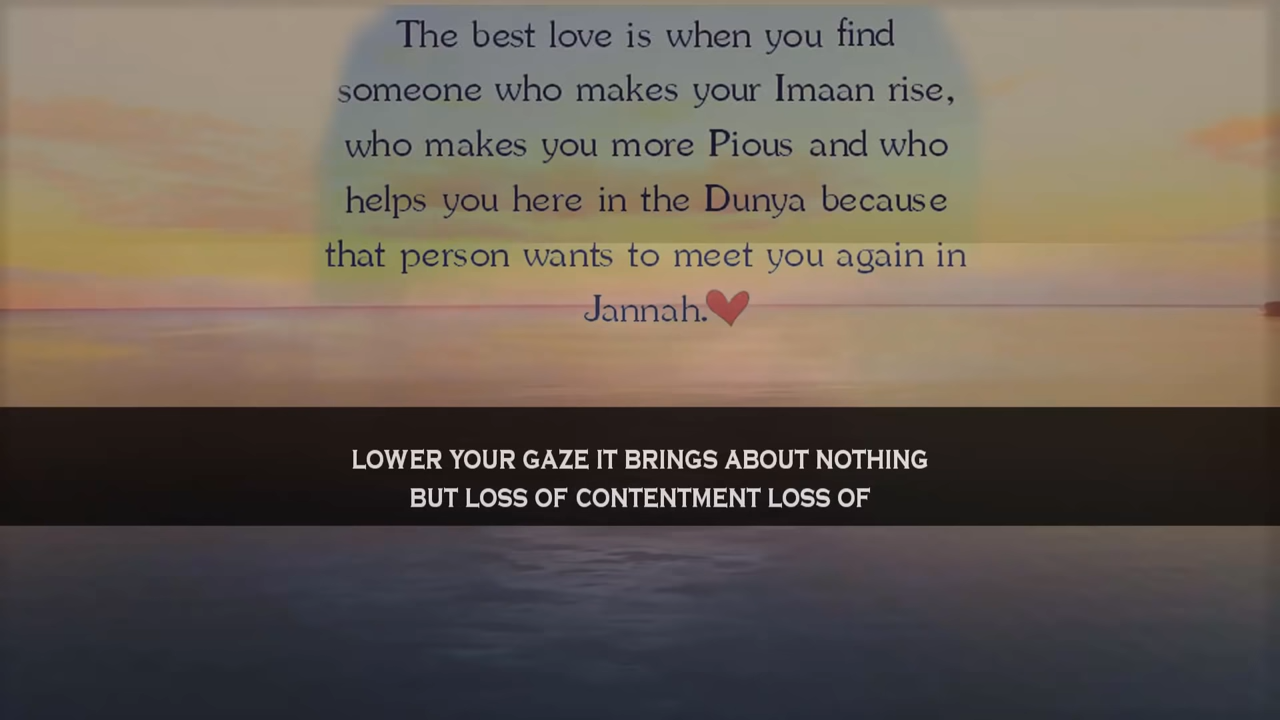 The best love is when you find
someone who makes your Imaan rise,
who makes you more Pious and who
helps you here in the Dunya because
that person wants to meet you again in
Jannah.❤
LOWER YOUR GAZE IT BRINGS ABOUT NOTHING
BUT LOSS OF CONTENTMENT LOSS OF